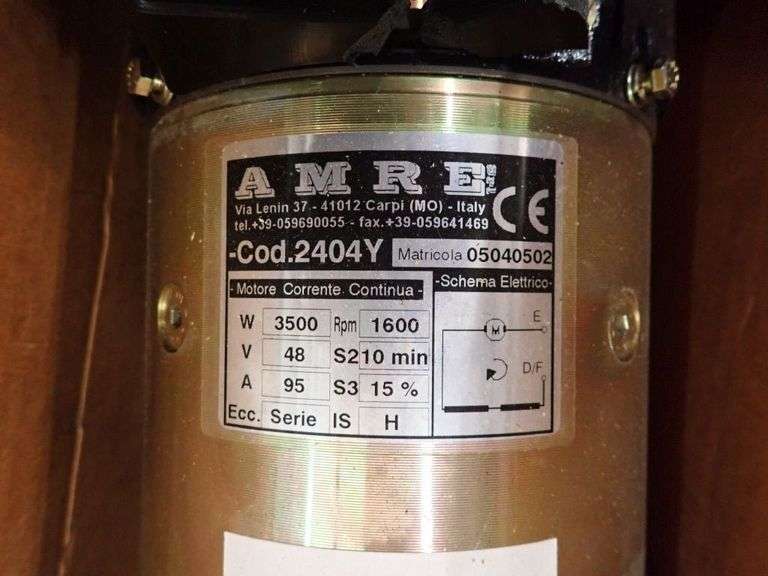 AMRE
Via Lenin 37 - 41012 Carpi (MO) - Italy
tel.+39-059690055 - fax.+39-059641469
CE
-Cod.2404Y Matricola 05040502
- Motore Corrente Continua - -Schema Elettrico-
W 3500 Rpm 1600
V 48 S2 10 min
A 95 S3 15 %
Ecc. Serie IS H
M E
D/F